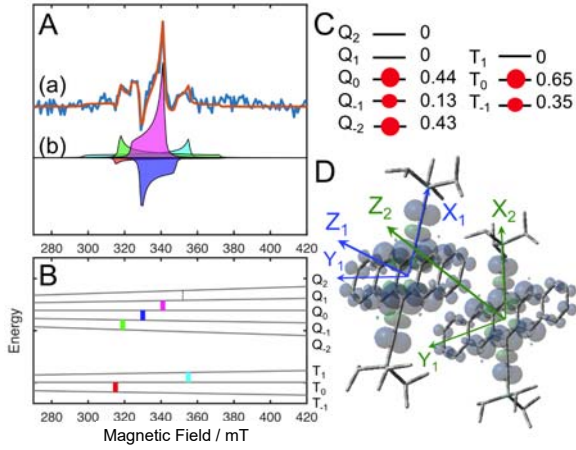 A
(a)
(b)
280 300 320 340 360 380 400 420
B
Energy
Q₂
Q₁
Q₀
Q₋₁
Q₋₂
T₁
T₀
T₋₁
280 300 320 340 360 380 400 420
Magnetic Field / mT
C
Q₂ 0
Q₁ 0
Q₀ 0.44
Q₋₁ 0.13
Q₋₂ 0.43
T₁ 0
T₀ 0.65
T₋₁ 0.35
D
X₁
Z₁
Y₁
Z₂
X₂
Y₁